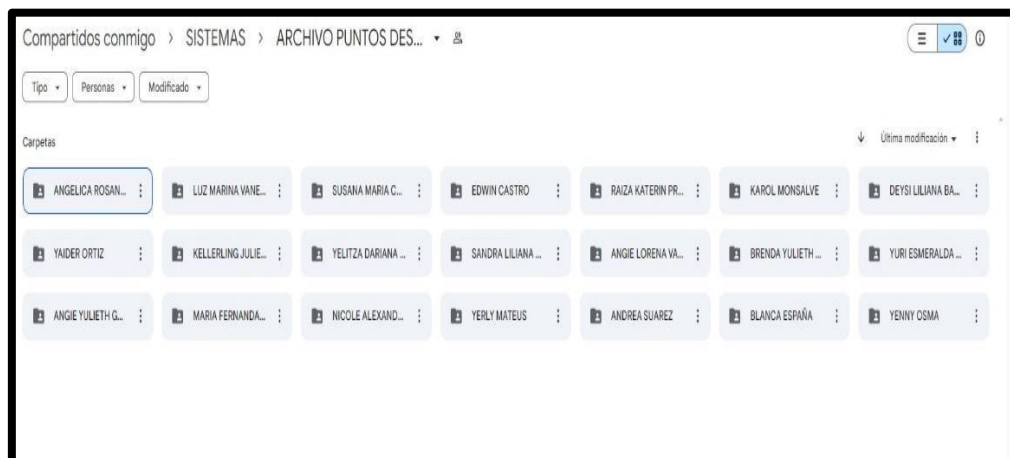 Compartidos conmigo > SISTEMAS > ARCHIVO PUNTOS DES...
Tipo Personas Modificado
Carpetas Última modificación
ANGELICA ROSAN... LUZ MARINA VANE... SUSANA MARIA C... EDWIN CASTRO RAIZA KATERIN PR... KAROL MONSALVE DEYSI LILIANA BA...
YAIDER ORTIZ KELLERLING JULIE... YELITZA DARIANA ... SANDRA LILIANA ... ANGIE LORENA VA... BRENDA YULIETH ... YURI ESMERALDA ...
ANGIE YULIETH G... MARIA FERNANDA... NICOLE ALEXAND... YERLY MATEUS ANDREA SUAREZ BLANCA ESPAÑA YENNY OSMA